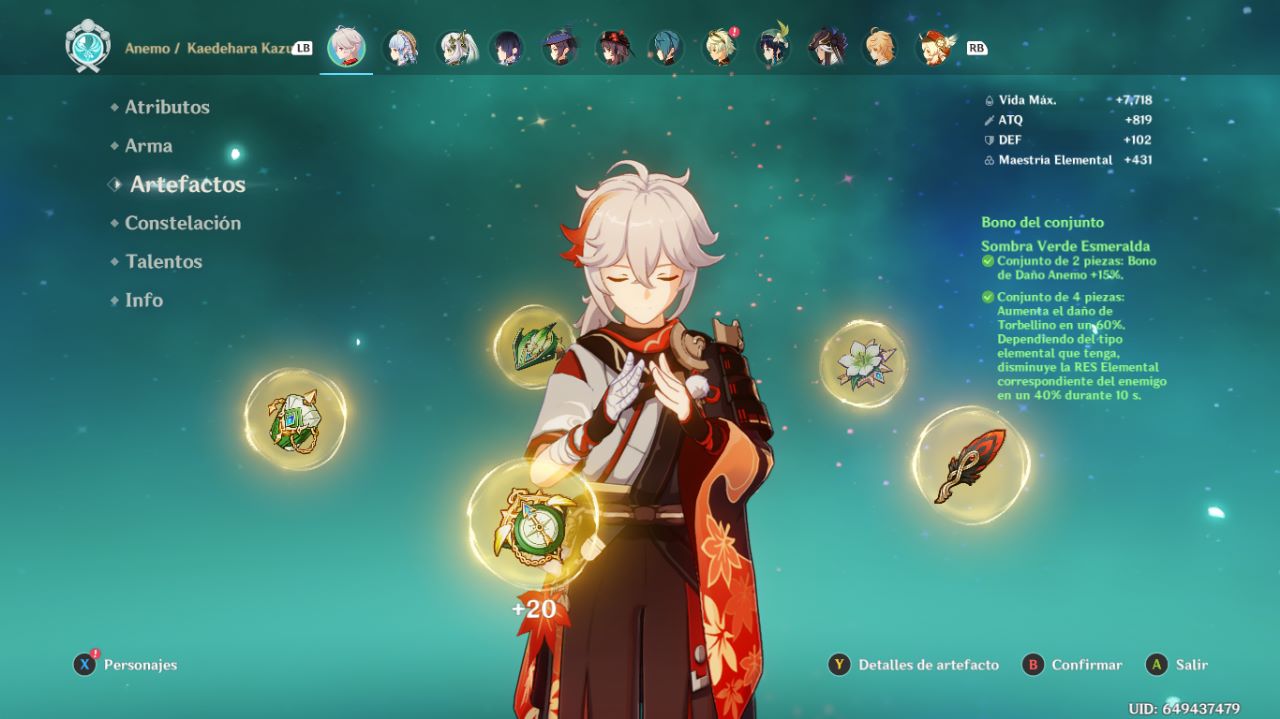 Anemo / Kaedehara Kazu
LB
RB
Atributos
Arma
Artefactos
Constelación
Talentos
Info
Vida Máx. +7,718
ATQ +819
DEF +102
Maestría Elemental +431
Bono del conjunto
Sombra Verde Esmeralda
Conjunto de 2 piezas: Bono
de Daño Anemo +15%.
Conjunto de 4 piezas:
Aumenta el daño de
Torbellino en un 60%.
Dependiendo del tipo
elemental que tenga,
disminuye la RES Elemental
correspondiente del enemigo
en un 40% durante 10 s.
+20
X Personajes
Y Detalles de artefacto
B Confirmar
A Salir
UID: 649437479